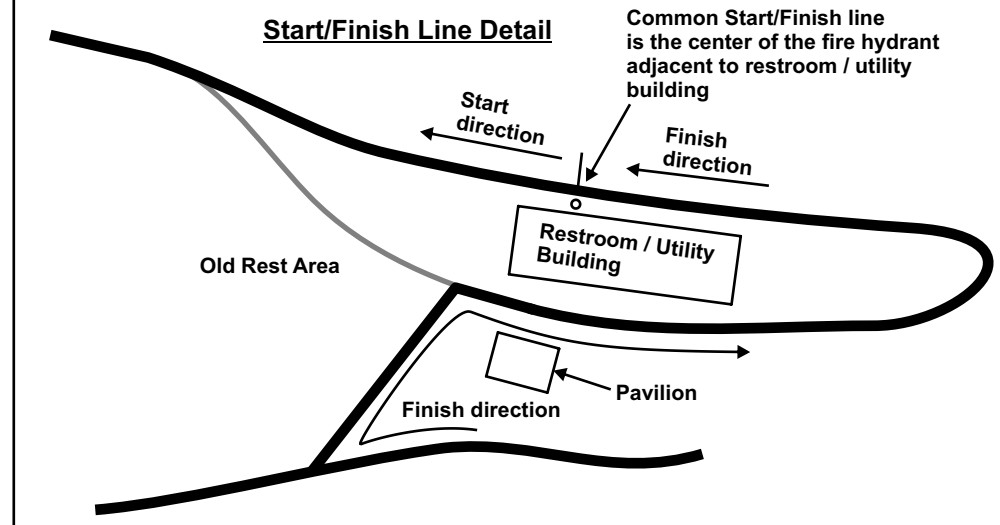 Start/Finish Line Detail
Common Start/Finish line
is the center of the fire hydrant
adjacent to restroom / utility
building
Start
direction
Finish
direction
Restroom / Utility
Building
Old Rest Area
Pavilion
Finish direction